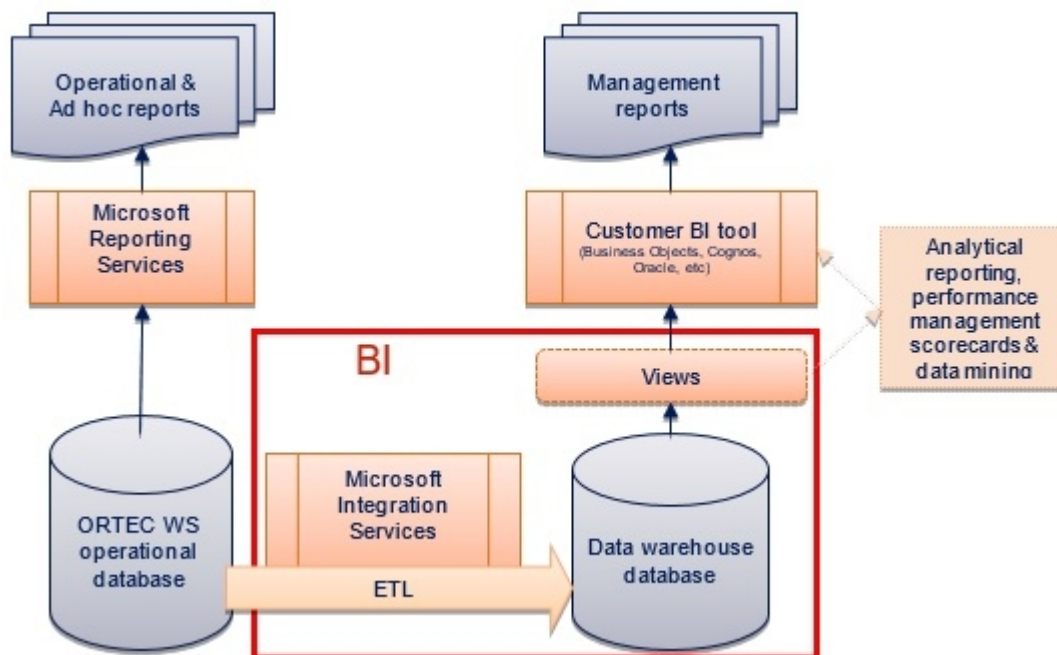 Operational &
Ad hoc reports
Management
reports
Microsoft
Reporting
Services
Customer BI tool
(Business Objects, Cognos,
Oracle, etc)
Analytical
reporting,
performance
management
scorecards &
data mining
BI
Views
Microsoft
Integration
Services
ORTEC WS
operational
database
ETL
Data warehouse
database